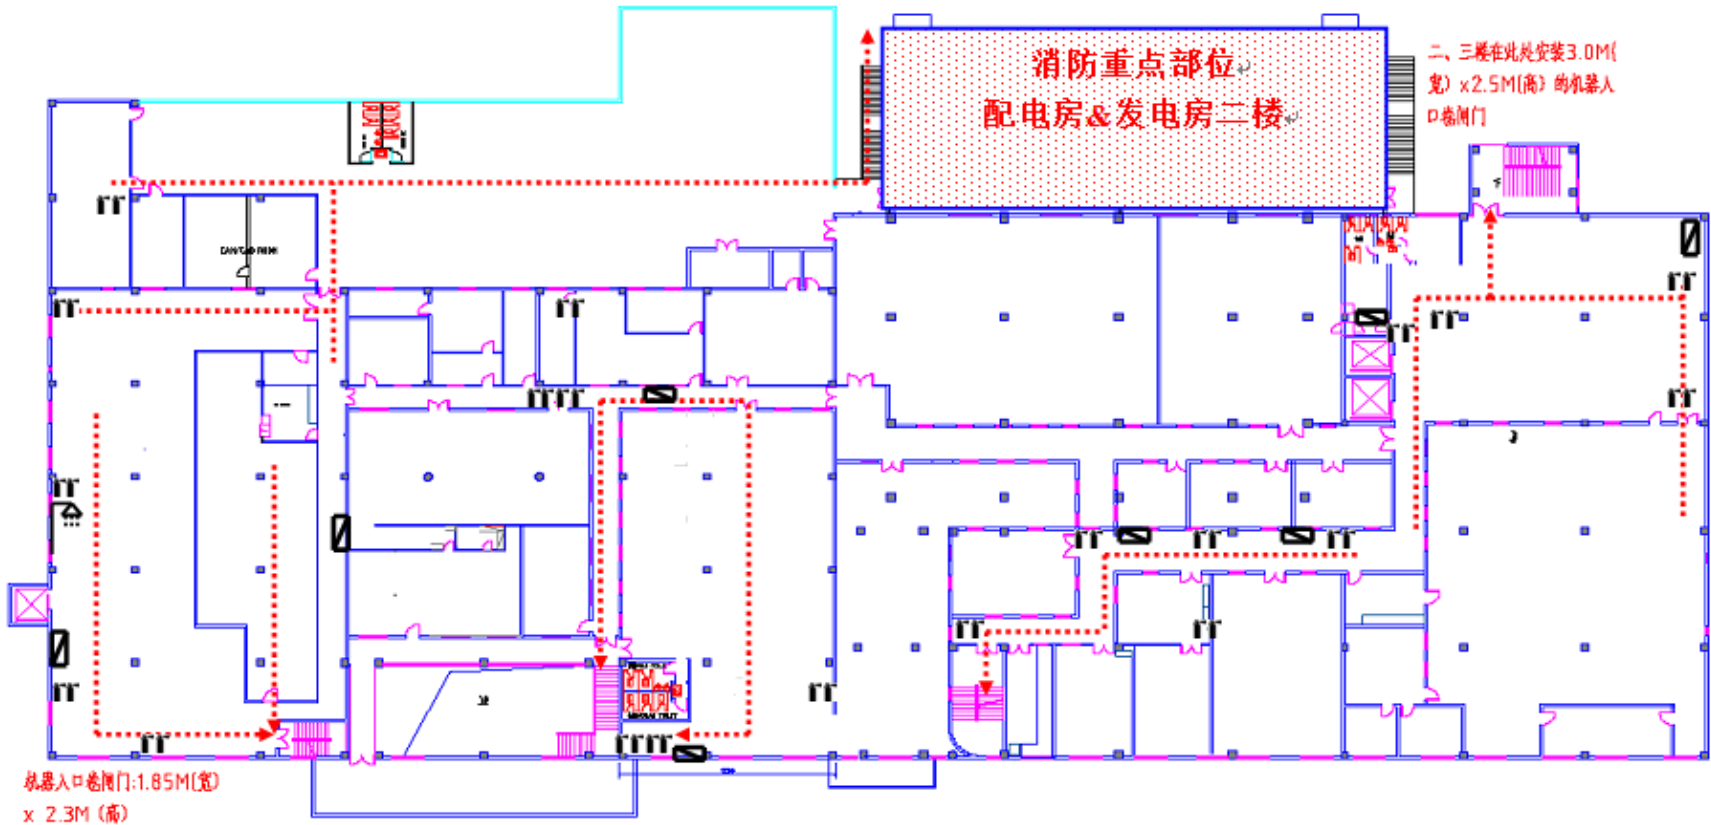 消防重点部位
配电房&发电房二楼
二、三楼在此处安装3.0M(
宽) x2.5M(高) 的机器入
口卷闸门
机器入口卷闸门:1.85M(宽)
x 2.3M (高)